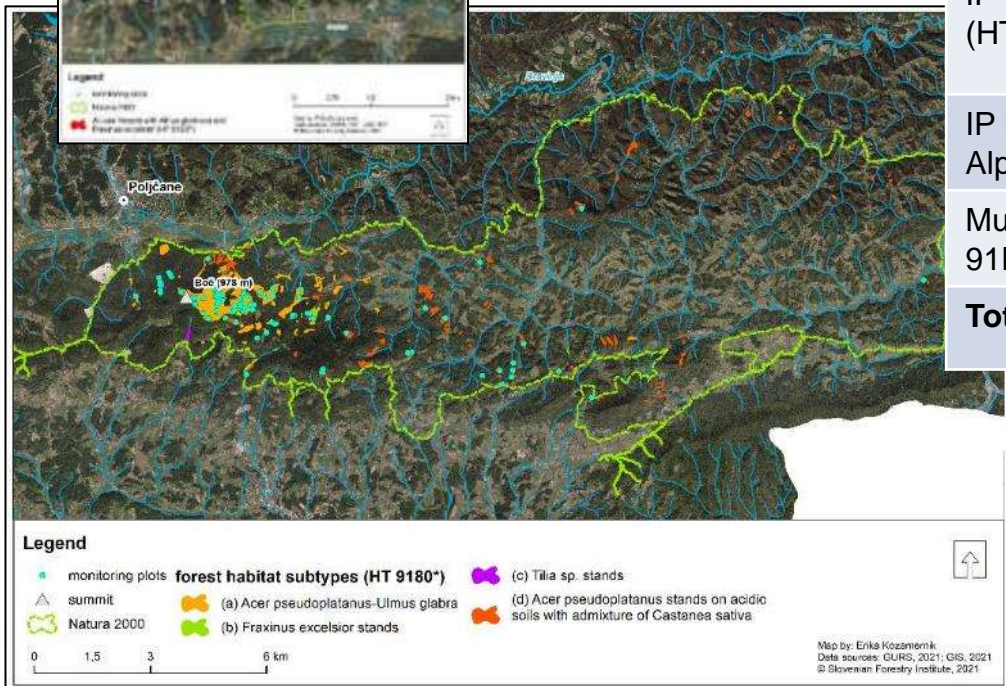 Legend
Natura 2000
(HT
IP
Alp
Mu
91
Tot
Dravinja
Poljčane
Boč (978 m)
Legend
monitoring plots
summit
Natura 2000
0 1,5 3 6 km
forest habitat subtypes (HT 9180*)
(a) Acer pseudoplatanus-Ulmus glabra
(b) Fraxinus excelsior stands
(c) Tilia sp. stands
(d) Acer pseudoplatanus stands on acidic
soils with admixture of Castanea sativa
Map by: Erika Kozamernik
Data sources: GURS, 2021; GIS, 2021
© Slovenian Forestry Institute, 2021